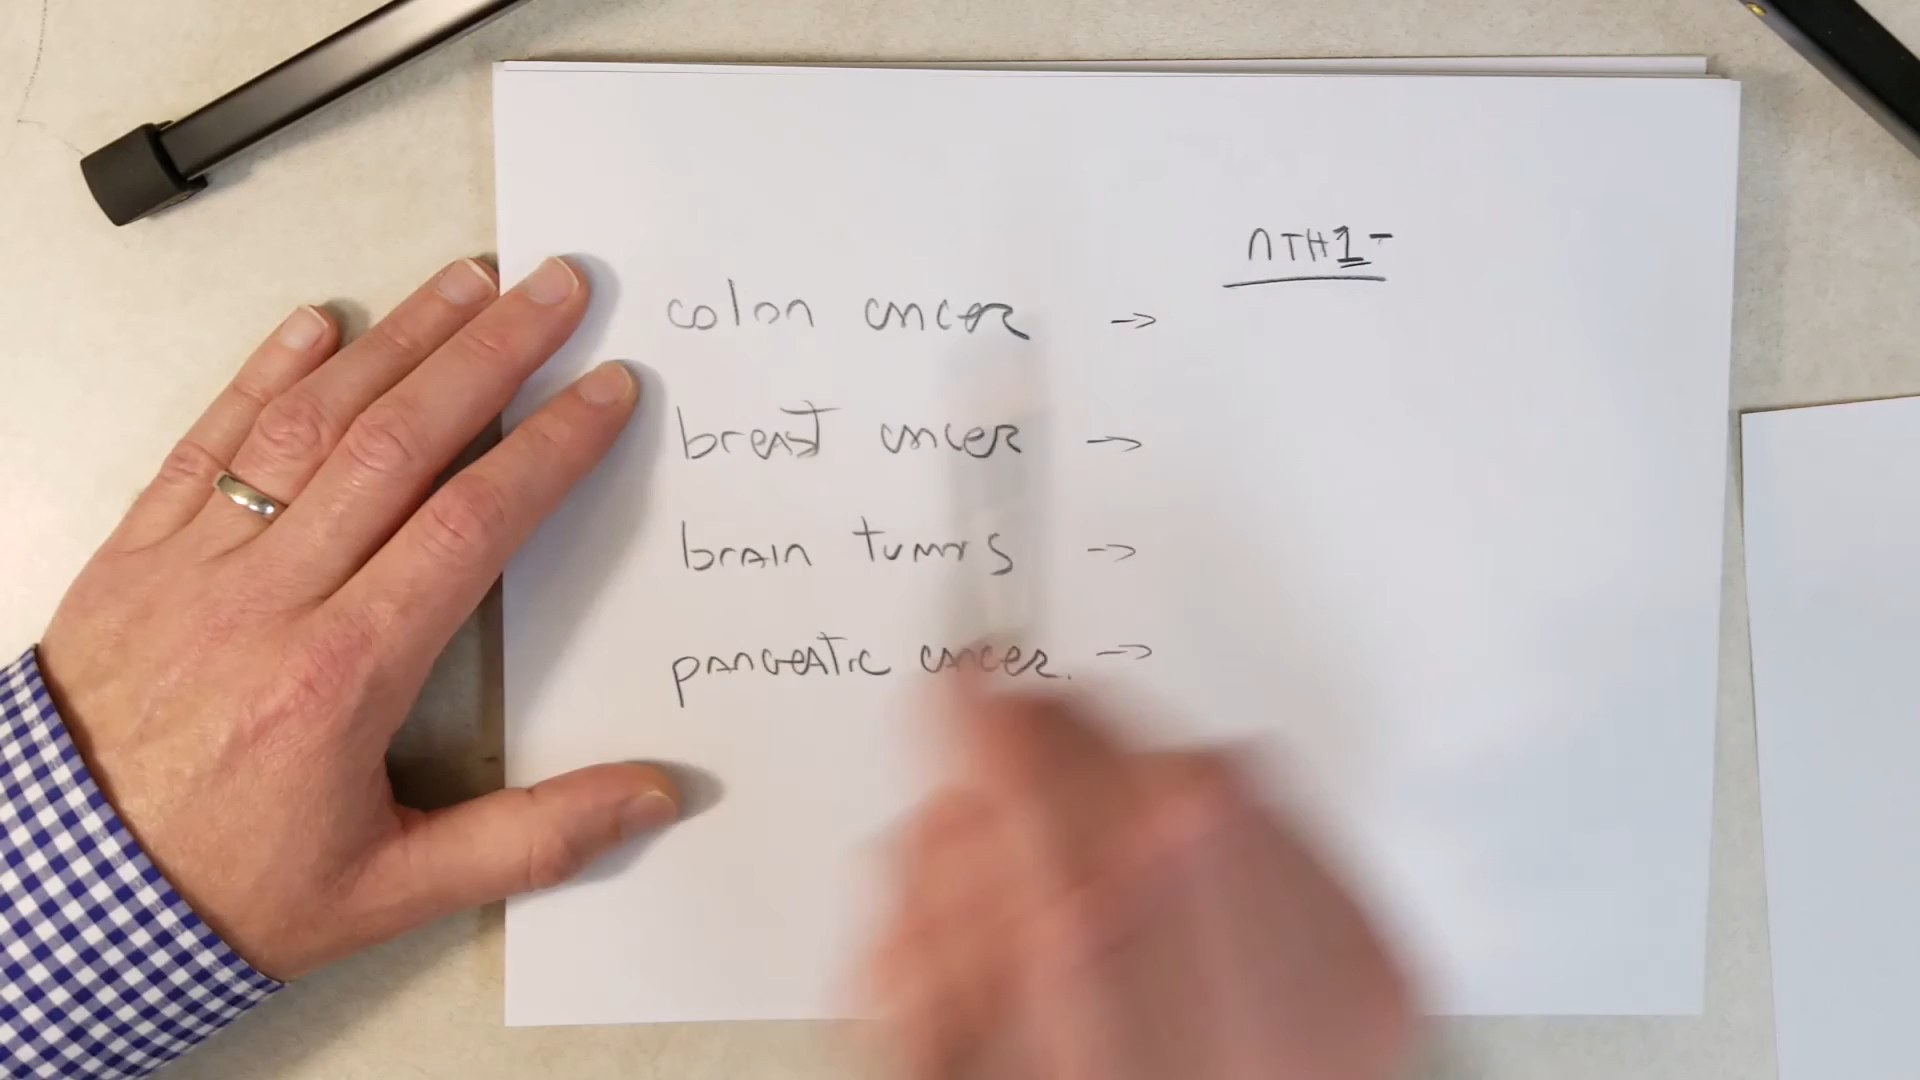 NTH1-
colon cancer →
breast cancer →
brain tumors →
pancreatic cancer. →